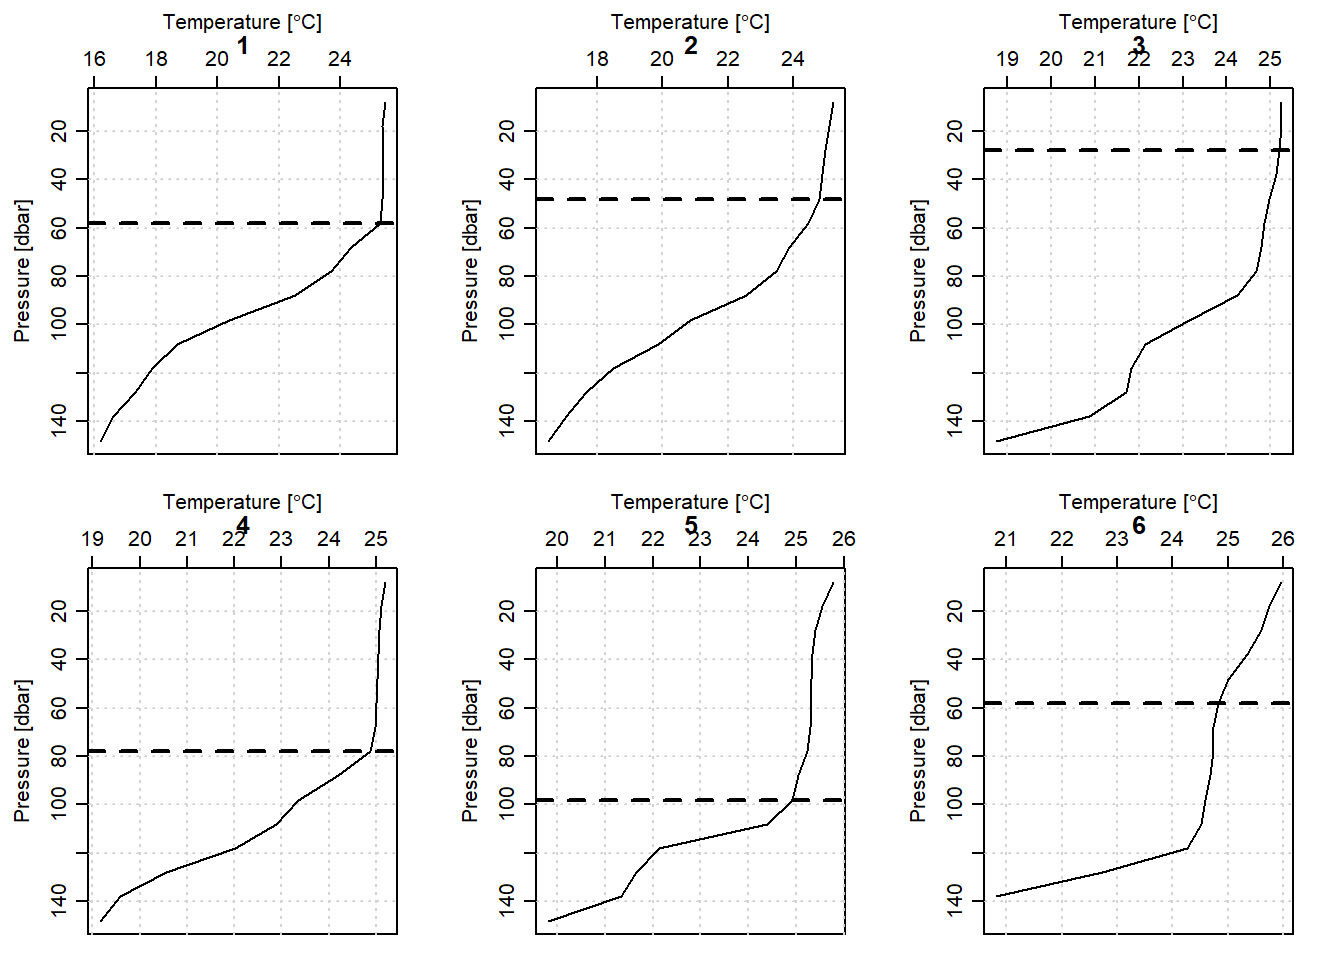 Temperature [°C]
1
16 18 20 22 24
Pressure [dbar]
20 40 60 80 100 140
Temperature [°C]
2
18 20 22 24
Pressure [dbar]
20 40 60 80 100 140
Temperature [°C]
3
19 20 21 22 23 24 25
Pressure [dbar]
20 40 60 80 100 140
Temperature [°C]
4
19 20 21 22 23 24 25
Pressure [dbar]
20 40 60 80 100 140
Temperature [°C]
5
20 21 22 23 24 25 26
Pressure [dbar]
20 40 60 80 100 140
Temperature [°C]
6
21 22 23 24 25 26
Pressure [dbar]
20 40 60 80 100 140